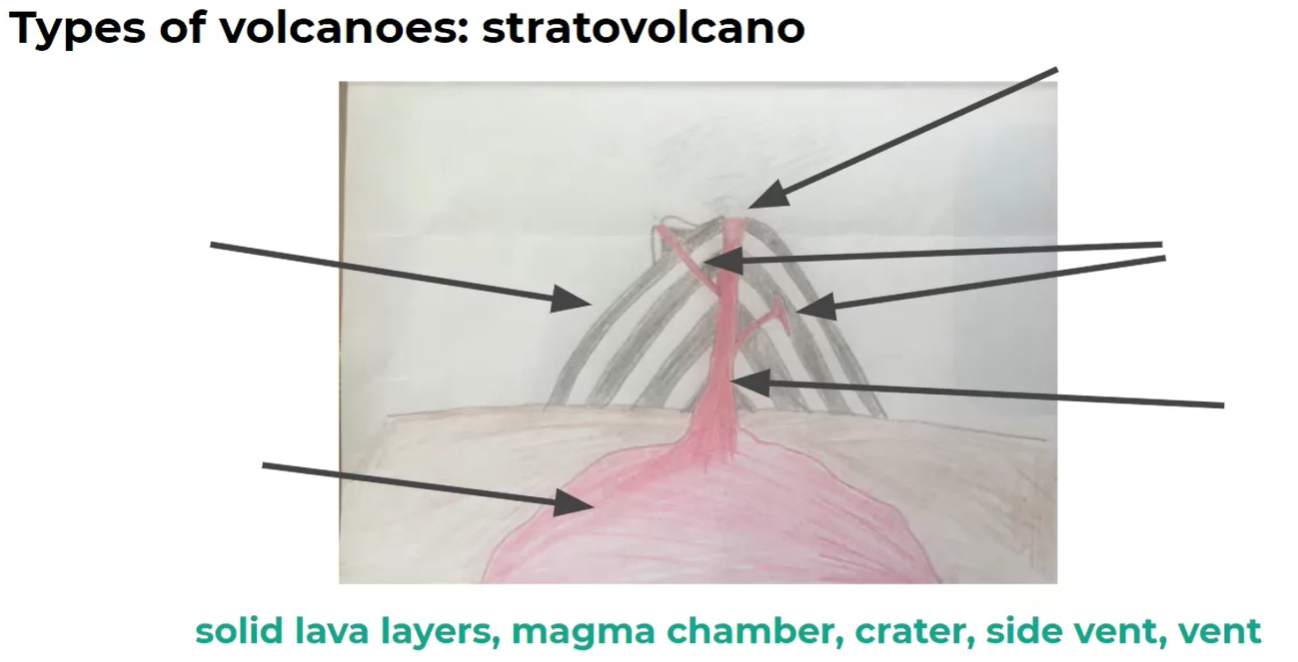 Types of volcanoes: stratovolcano
solid lava layers, magma chamber, crater, side vent, vent